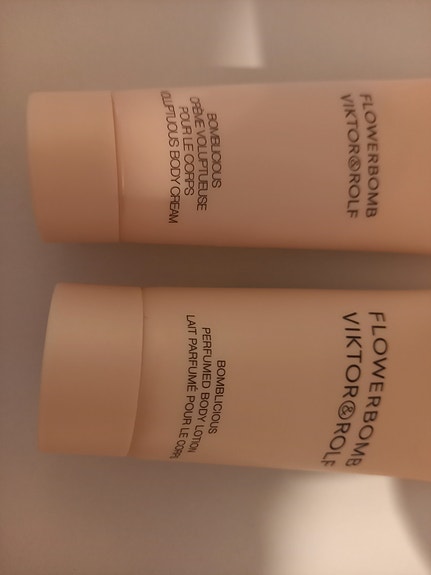 FLOWERBOMB
VIKTOR&ROLF
BOMBLICIOUS
CRÈME VOLUPTUEUSE
POUR LE CORPS
VOLUPTUOUS BODY CREAM
FLOWERBOMB
VIKTOR&ROLF
BOMBLICIOUS
PERFUMED BODY LOTION
LAIT PARFUMÉ POUR LE CORPS